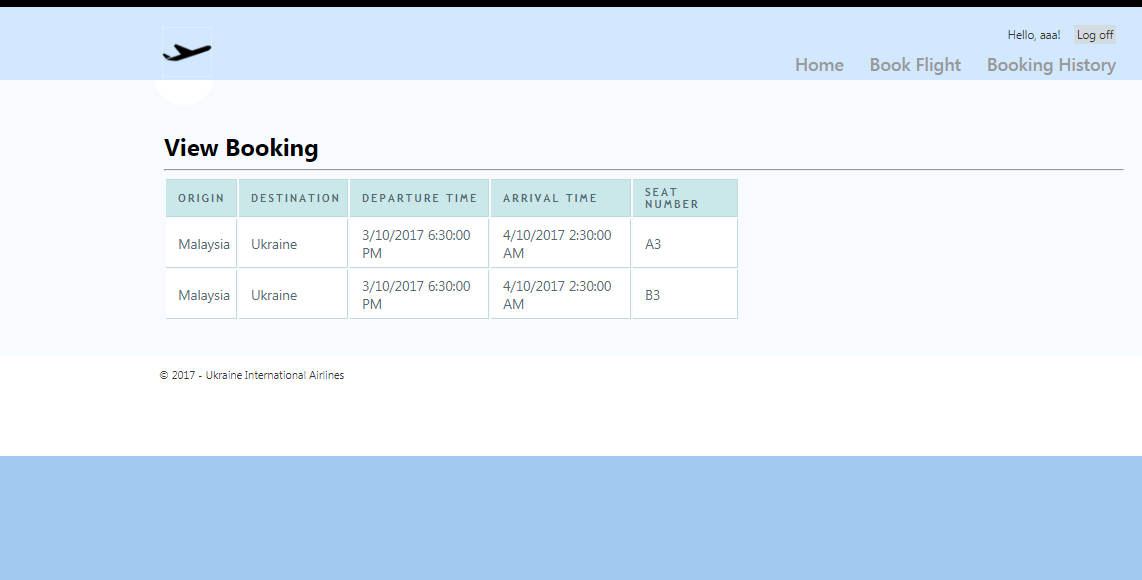 Hello, aaa! Log off
Home Book Flight Booking History
View Booking
ORIGIN DESTINATION DEPARTURE TIME ARRIVAL TIME SEAT NUMBER
Malaysia Ukraine 3/10/2017 6:30:00 PM 4/10/2017 2:30:00 AM A3
Malaysia Ukraine 3/10/2017 6:30:00 PM 4/10/2017 2:30:00 AM B3
© 2017 - Ukraine International Airlines